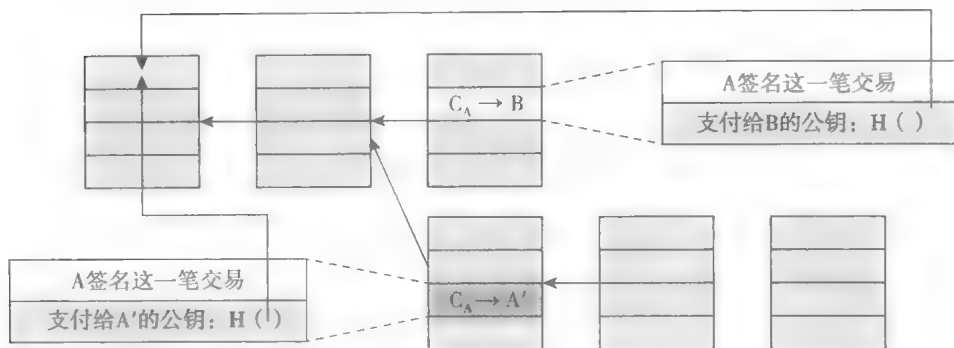 C_A → B
A签名这一笔交易
支付给B的公钥：H（）
A签名这一笔交易
支付给A′的公钥：H（）
C_A → A′